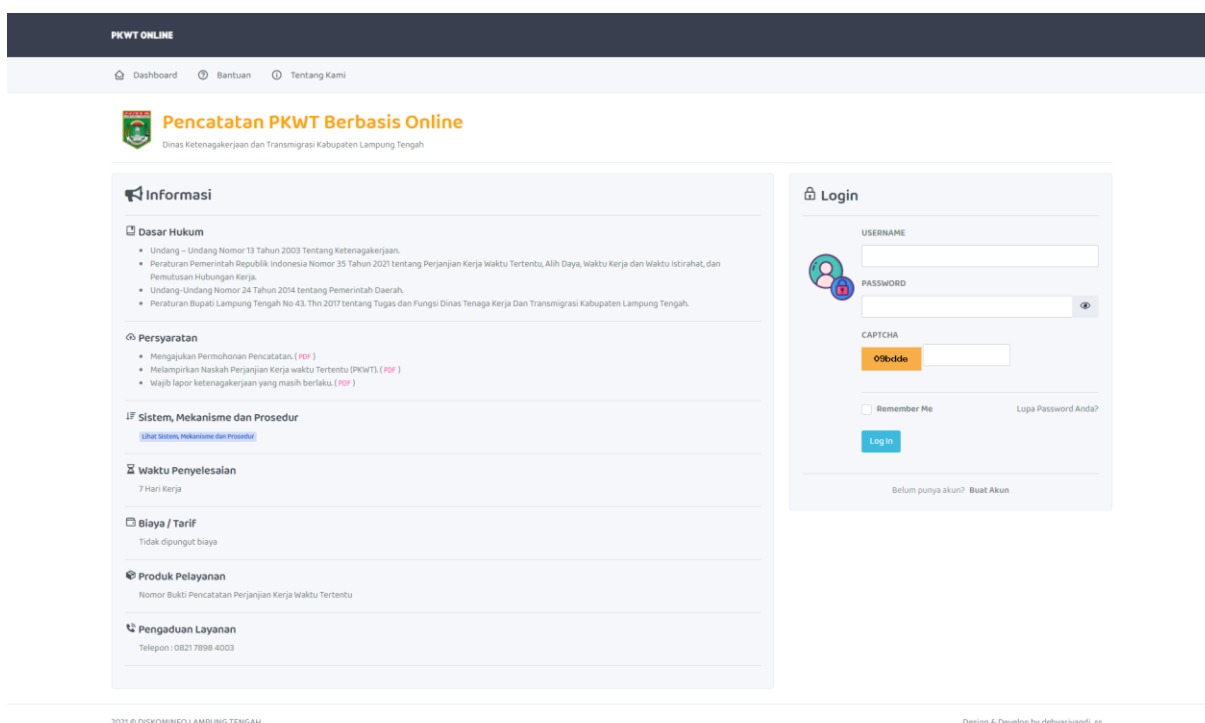 PKWT ONLINE
Dashboard Bantuan Tentang Kami
Pencatatan PKWT Berbasis Online
Dinas Ketenagakerjaan dan Transmigrasi Kabupaten Lampung Tengah
Informasi
Dasar Hukum
Undang – Undang Nomor 13 Tahun 2003 Tentang Ketenagakerjaan.
Peraturan Pemerintah Republik Indonesia Nomor 35 Tahun 2021 tentang Perjanjian Kerja Waktu Tertentu, Alih Daya, Waktu Kerja dan Waktu Istirahat, dan
Pemutusan Hubungan Kerja.
Undang-Undang Nomor 24 Tahun 2014 tentang Pemerintah Daerah.
Peraturan Bupati Lampung Tengah No 43. Thn 2017 tentang Tugas dan Fungsi Dinas Tenaga Kerja Dan Transmigrasi Kabupaten Lampung Tengah.
Persyaratan
Mengajukan Permohonan Pencatatan. ( PDF )
Melampirkan Naskah Perjanjian Kerja waktu Tertentu (PKWT). ( PDF )
Wajib lapor ketenagakerjaan yang masih berlaku. ( PDF )
Sistem, Mekanisme dan Prosedur
Lihat Sistem, Mekanisme dan Prosedur
Waktu Penyelesaian
7 Hari Kerja
Biaya / Tarif
Tidak dipungut biaya
Produk Pelayanan
Nomor Bukti Pencatatan Perjanjian Kerja Waktu Tertentu
Pengaduan Layanan
Telepon : 0821 7898 4003
Login
USERNAME
PASSWORD
CAPTCHA
09bdde
Remember Me Lupa Password Anda?
Log In
Belum punya akun? Buat Akun
2021 © DISKOMINFO LAMPUNG TENGAH
Design & Develop by